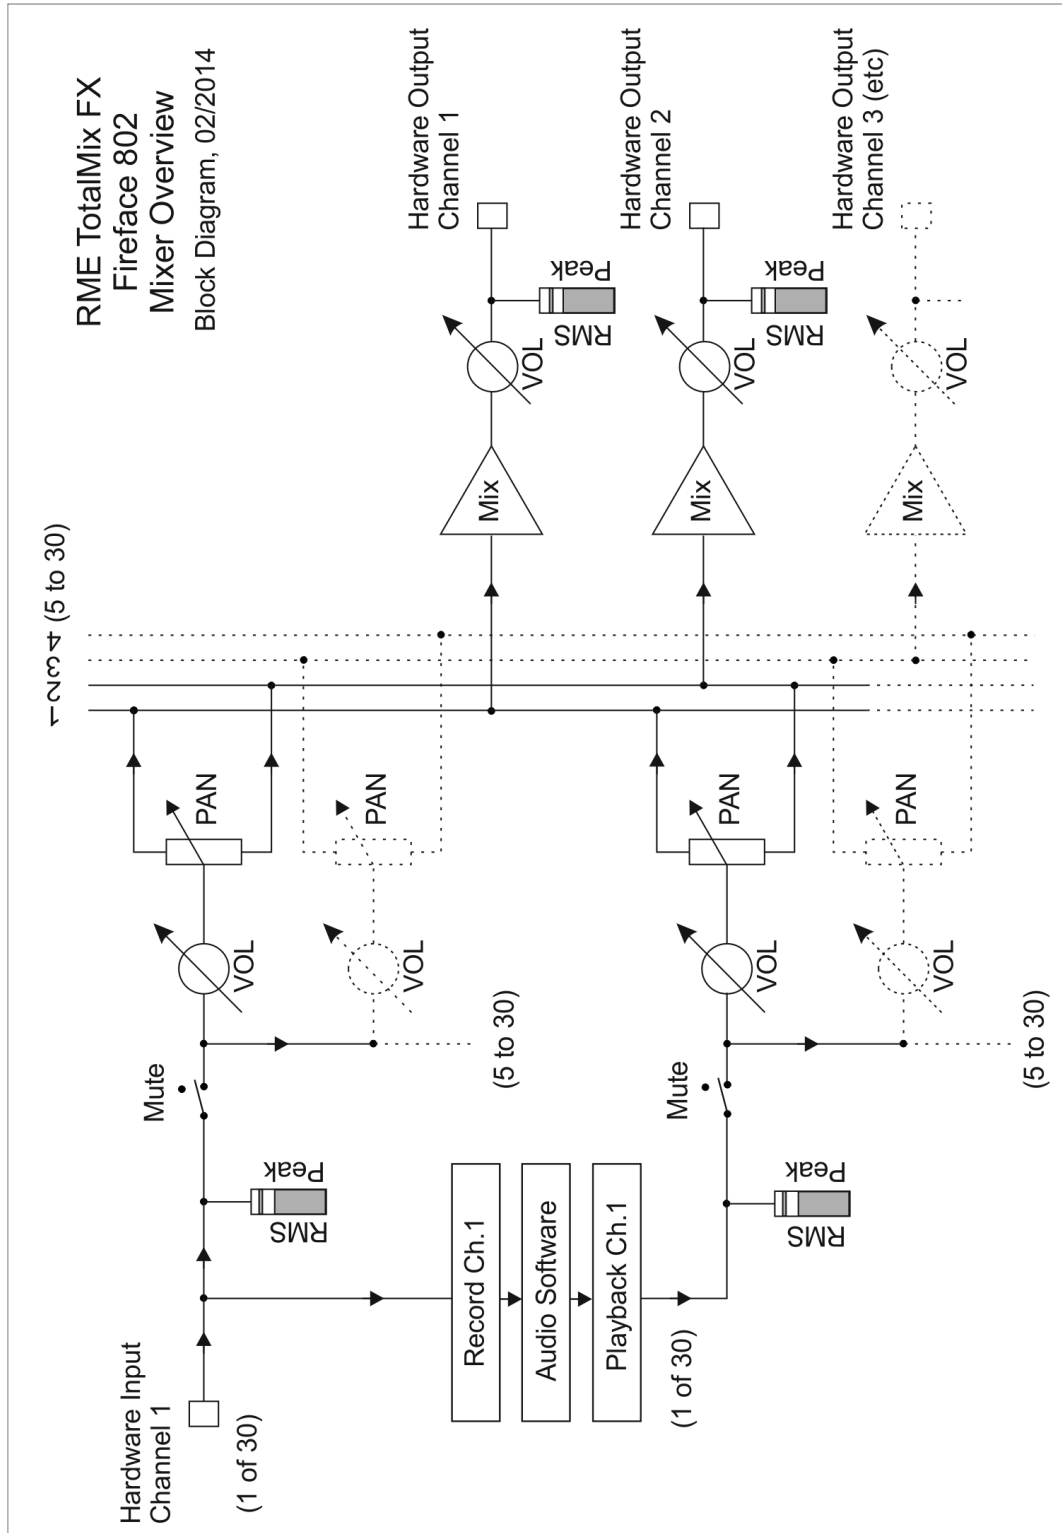 RME TotalMix FX
Fireface 802
Mixer Overview
Block Diagram, 02/2014
Hardware Input
Channel 1
(1 of 30)
RMS
Peak
Mute
VOL
PAN
VOL
PAN
(5 to 30)
1
2
3
4
(5 to 30)
Mix
VOL
RMS
Peak
Hardware Output
Channel 1
Record Ch.1
Audio Software
Playback Ch.1
(1 of 30)
RMS
Peak
Mute
VOL
PAN
VOL
PAN
(5 to 30)
Mix
VOL
RMS
Peak
Hardware Output
Channel 2
Mix
VOL
Hardware Output
Channel 3 (etc)